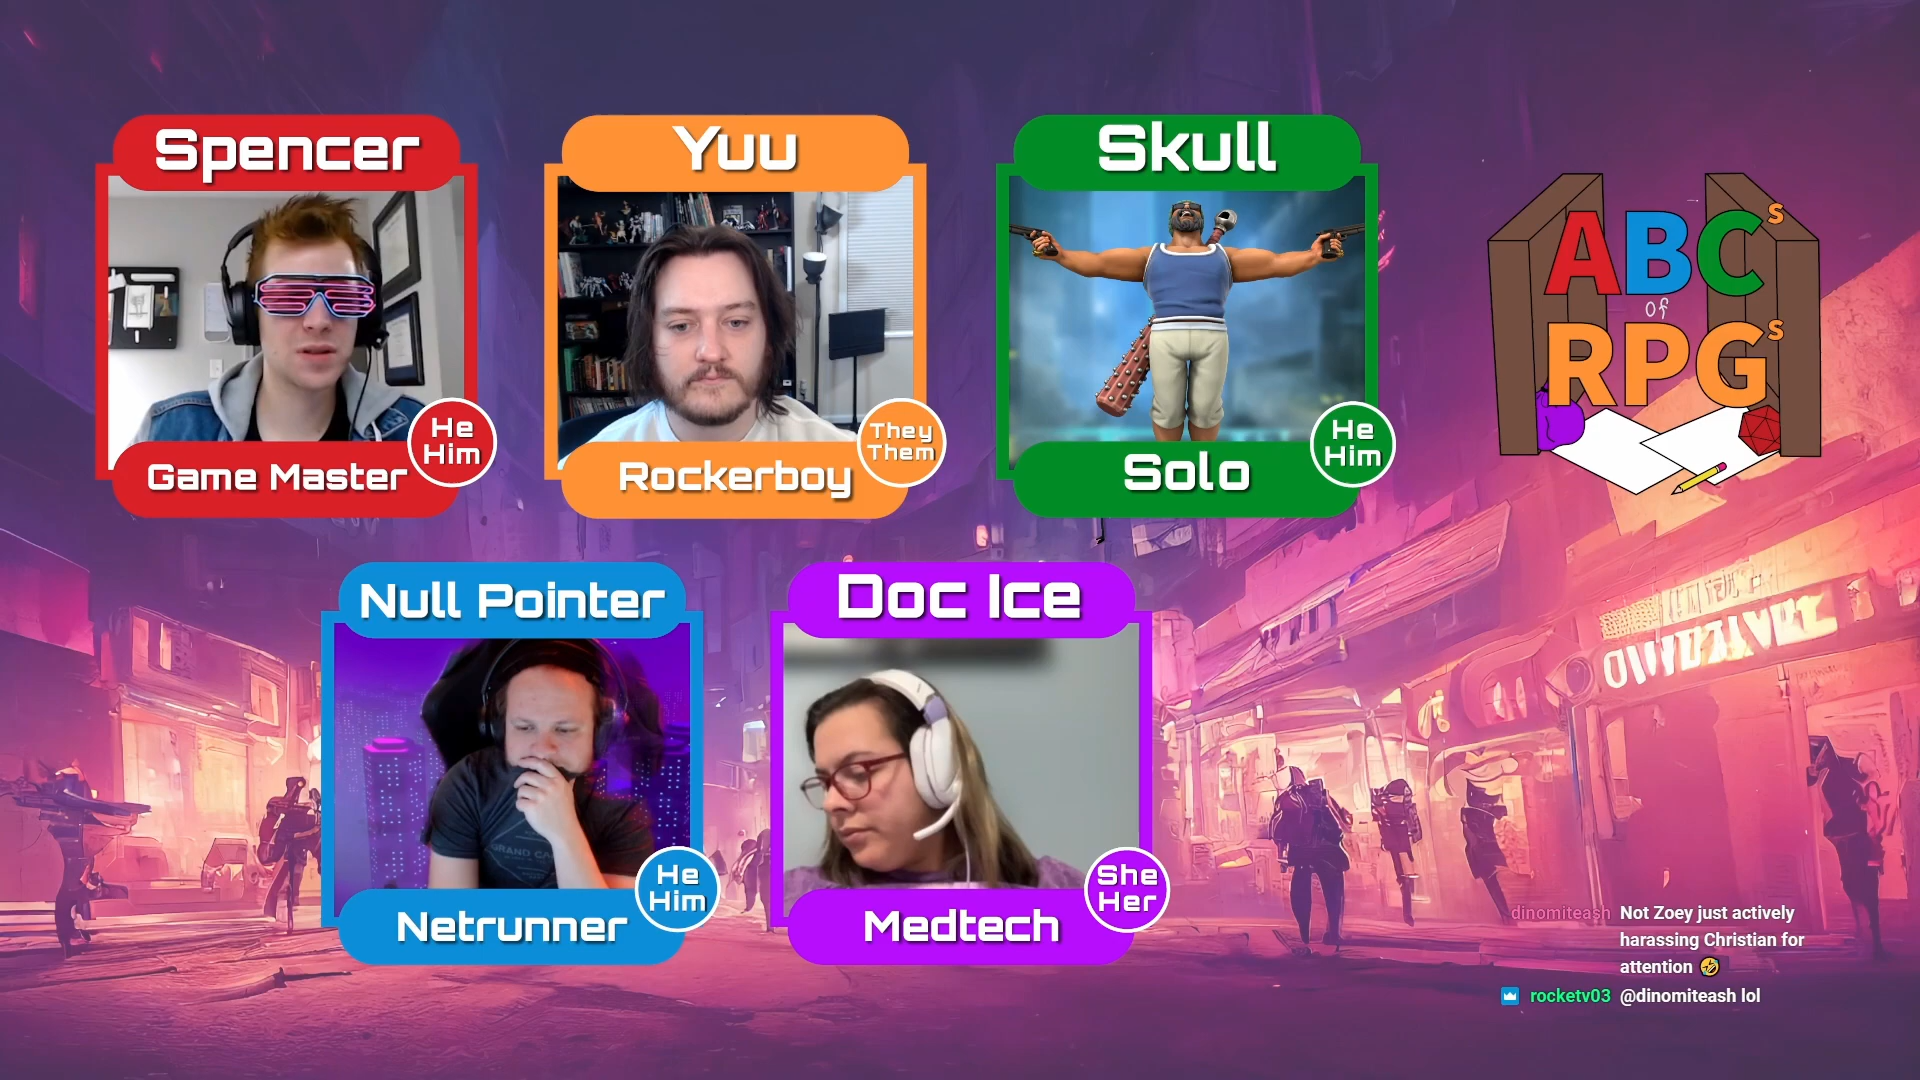 Spencer
Game Master
He
Him
Yuu
Rockerboy
They
Them
Skull
Solo
He
Him
ABCs
of
RPGs
Null Pointer
Netrunner
He
Him
GRAND CA
Doc Ice
Medtech
She
Her
dinomiteash Not Zoey just actively
harassing Christian for
attention 🤣
rocketv03 @dinomiteash lol